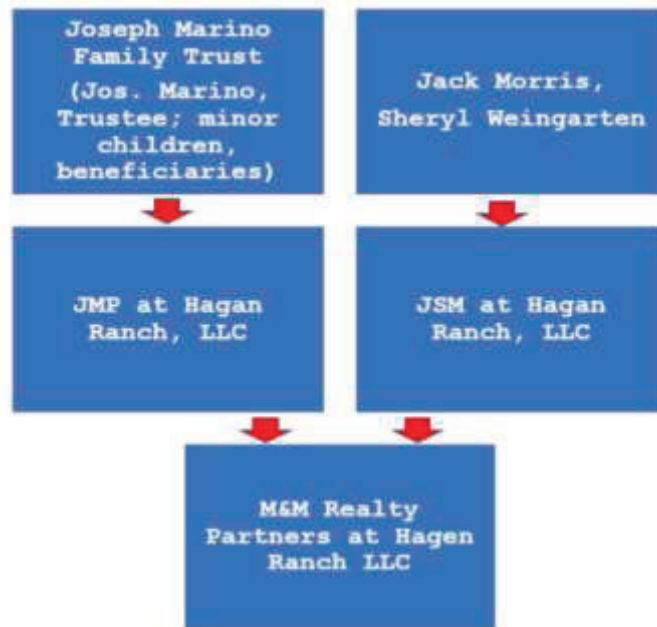 Joseph Marino
Family Trust
(Jos. Marino,
Trustee; minor
children,
beneficiaries)
Jack Morris,
Sheryl Weingarten
JMP at Hagan
Ranch, LLC
JSM at Hagan
Ranch, LLC
M&M Realty
Partners at Hagen
Ranch LLC